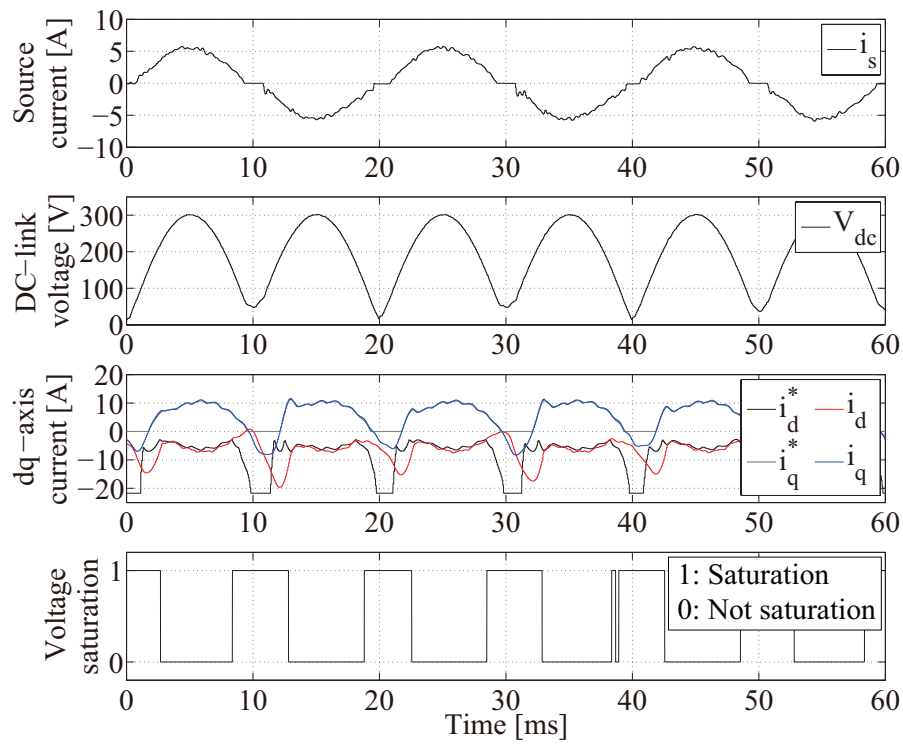 Source
current [A]
10
5
0
−5
−10
i_s
0 10 20 30 40 50 60
DC−link
voltage [V]
300
200
100
0
V_dc
0 10 20 30 40 50 60
dq−axis
current [A]
20
10
0
−10
−20
i_d^* i_d
i_q^* i_q
0 10 20 30 40 50 60
Voltage
saturation
1
0
1: Saturation
0: Not saturation
0 10 20 30 40 50 60
Time [ms]